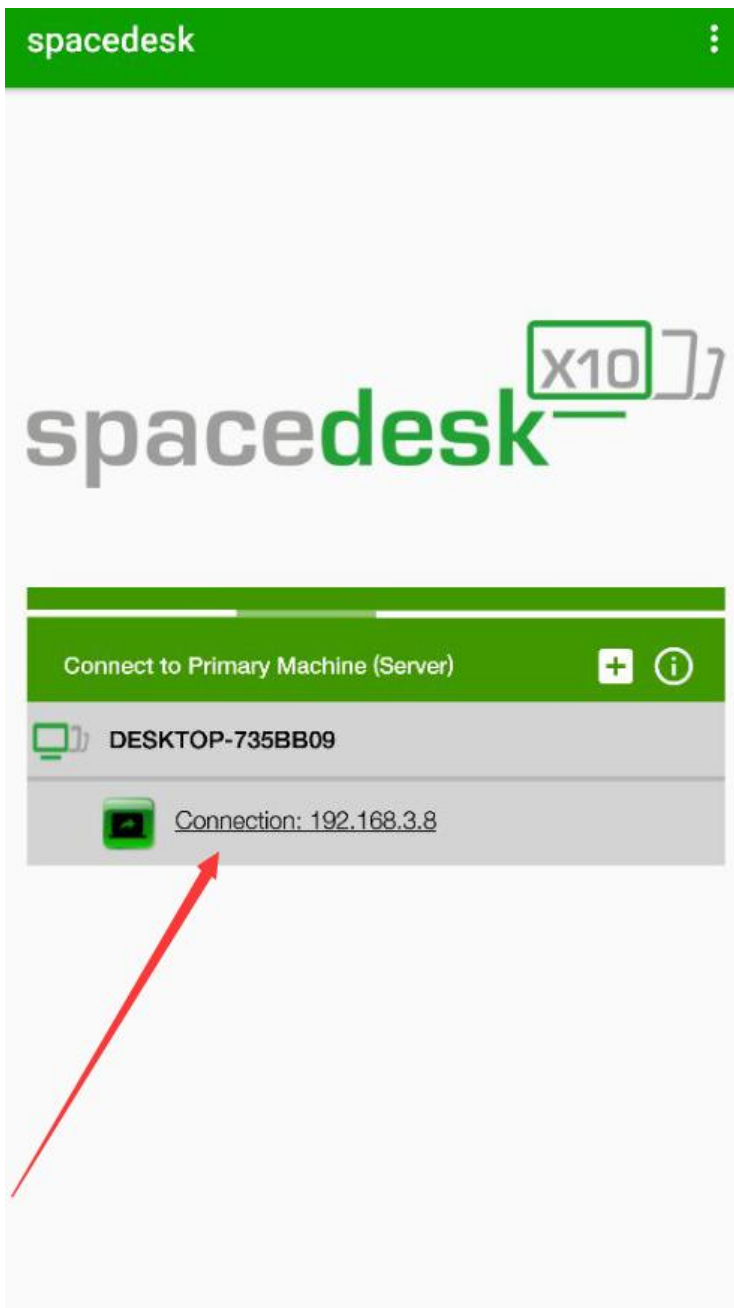 spacedesk
X10
spacedesk
Connect to Primary Machine (Server)
DESKTOP-735BB09
Connection: 192.168.3.8